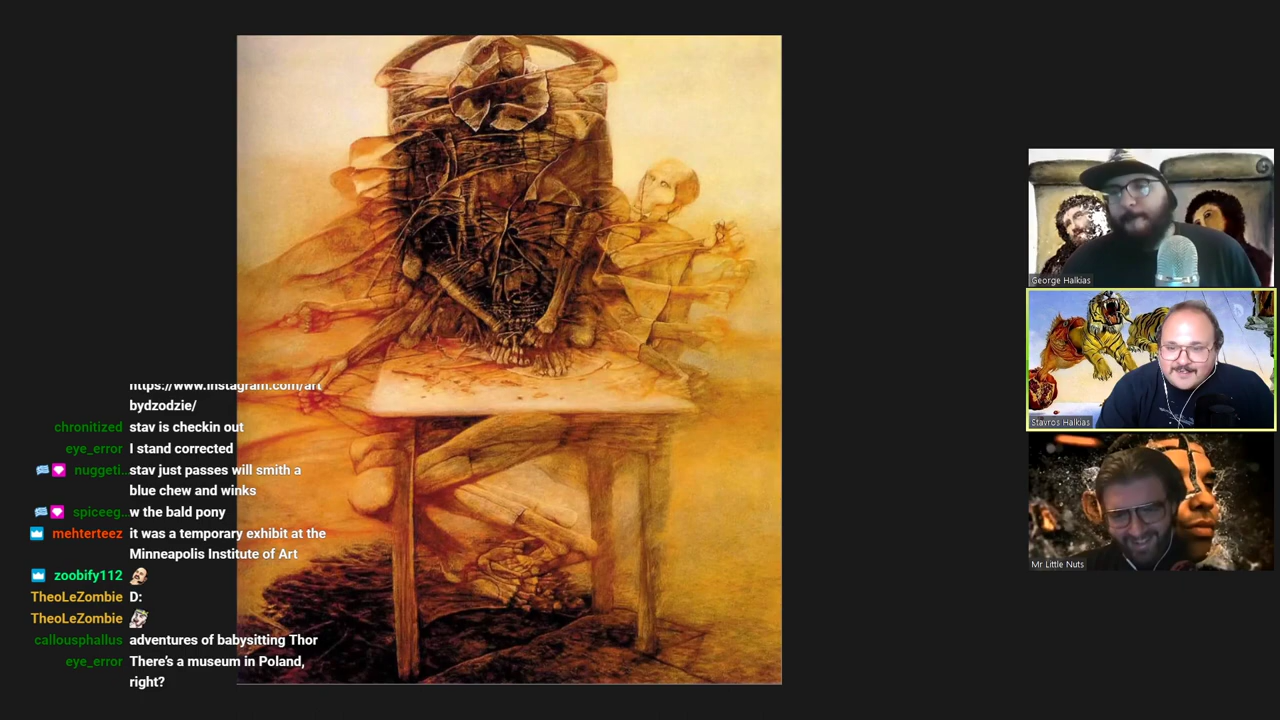 https://www.instagram.com/art
bydzodzie/
chronitized stav is checkin out
eye_error I stand corrected
nuggeti.. stav just passes will smith a
blue chew and winks
spiceeg.. w the bald pony
mehterteez it was a temporary exhibit at the
Minneapolis Institute of Art
zoobify112
TheoLeZombie D:
TheoLeZombie
callousphallus adventures of babysitting Thor
eye_error There's a museum in Poland,
right?
George Halkias
Stavros Halkias
Mr Little Nuts